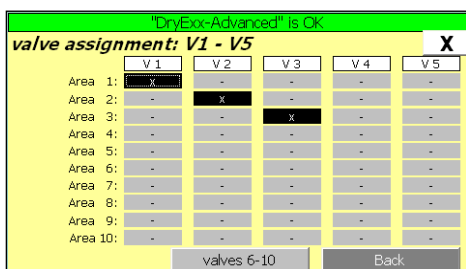 "DryExx-Advanced" is OK
valve assignment: V1 - V5 X
V 1 V 2 V 3 V 4 V 5
Area 1: x - - - -
Area 2: - x - - -
Area 3: - - x - -
Area 4: - - - - -
Area 5: - - - - -
Area 6: - - - - -
Area 7: - - - - -
Area 8: - - - - -
Area 9: - - - - -
Area 10: - - - - -
valves 6-10 Back